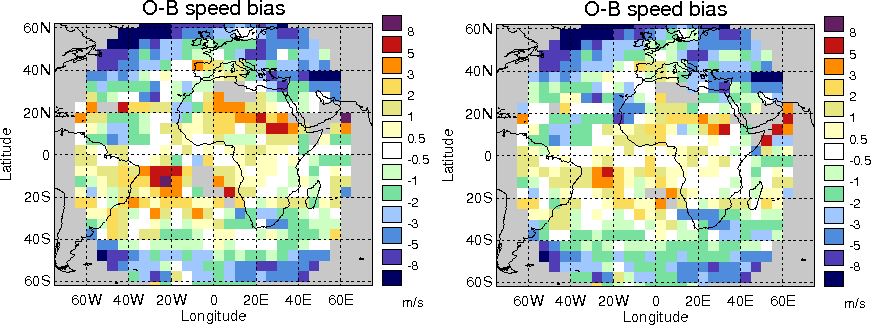 O-B speed bias
60N
40N
20N
0
20S
40S
60S
Latitude
60W 40W 20W 0 20E 40E 60E
Longitude
8
5
3
2
1
0.5
-0.5
-1
-2
-3
-5
-8
m/s
O-B speed bias
60N
40N
20N
0
20S
40S
60S
Latitude
60W 40W 20W 0 20E 40E 60E
Longitude
8
5
3
2
1
0.5
-0.5
-1
-2
-3
-5
-8
m/s